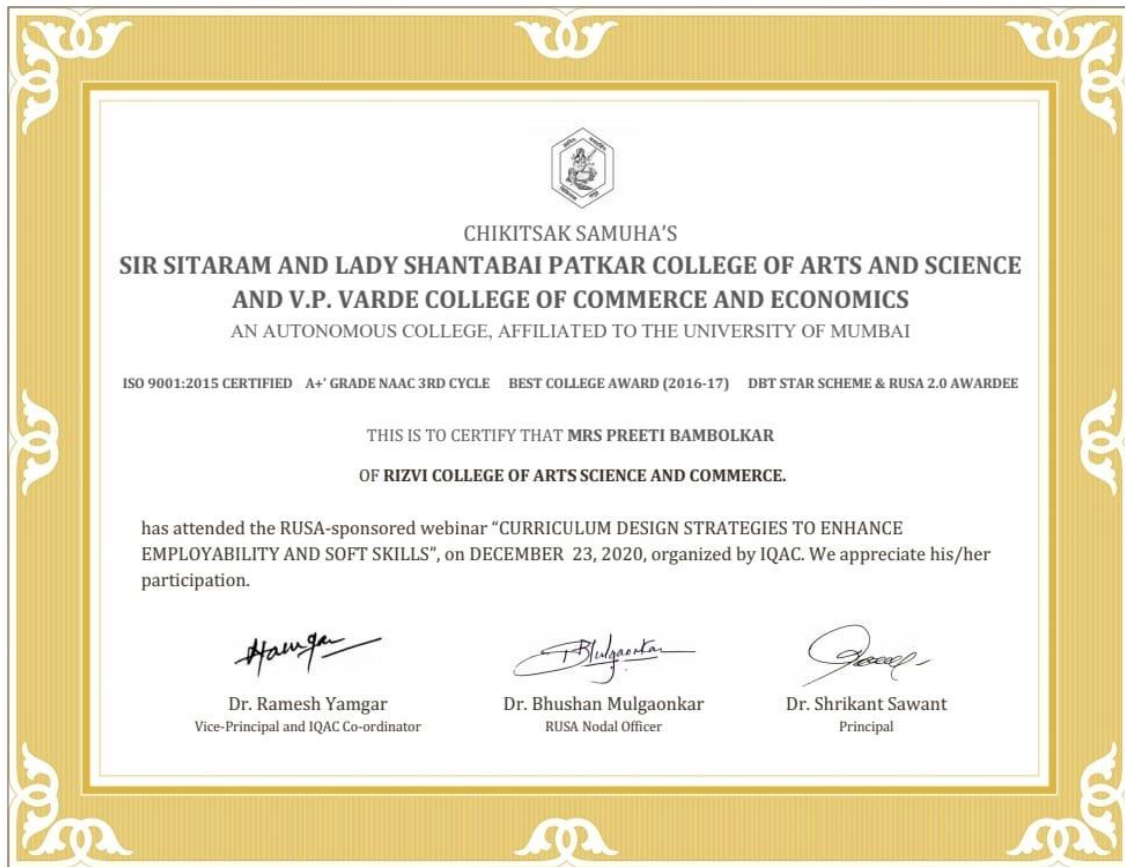 CHIKITSAK SAMUHA’S
SIR SITARAM AND LADY SHANTABAI PATKAR COLLEGE OF ARTS AND SCIENCE
AND V.P. VARDE COLLEGE OF COMMERCE AND ECONOMICS
AN AUTONOMOUS COLLEGE, AFFILIATED TO THE UNIVERSITY OF MUMBAI
ISO 9001:2015 CERTIFIED A+’ GRADE NAAC 3RD CYCLE BEST COLLEGE AWARD (2016-17) DBT STAR SCHEME & RUSA 2.0 AWARDEE
THIS IS TO CERTIFY THAT MRS PREETI BAMBOLKAR
OF RIZVI COLLEGE OF ARTS SCIENCE AND COMMERCE.
has attended the RUSA-sponsored webinar “CURRICULUM DESIGN STRATEGIES TO ENHANCE
EMPLOYABILITY AND SOFT SKILLS”, on DECEMBER 23, 2020, organized by IQAC. We appreciate his/her
participation.
Dr. Ramesh Yamgar Dr. Bhushan Mulgaonkar Dr. Shrikant Sawant
Vice-Principal and IQAC Co-ordinator RUSA Nodal Officer Principal